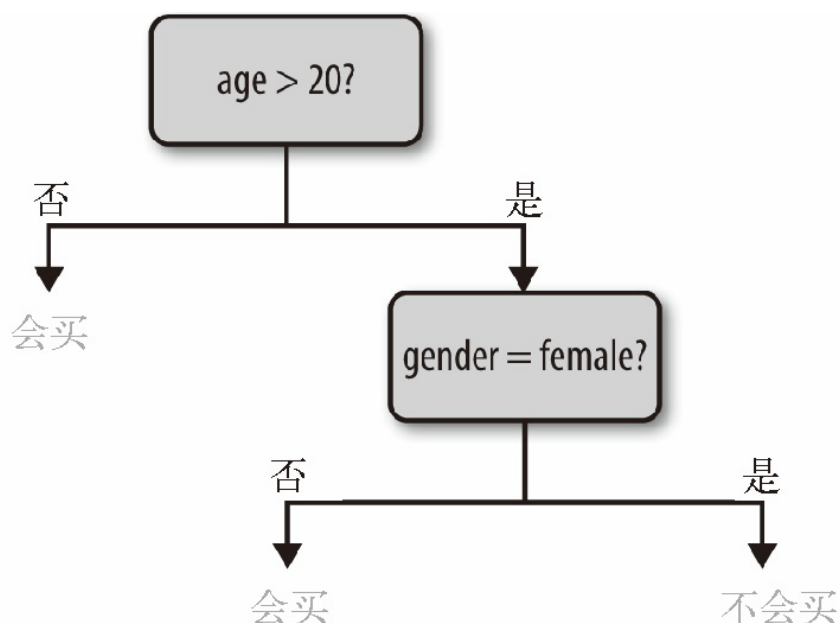 age > 20?
否
是
会买
gender = female?
否
是
会买
不会买